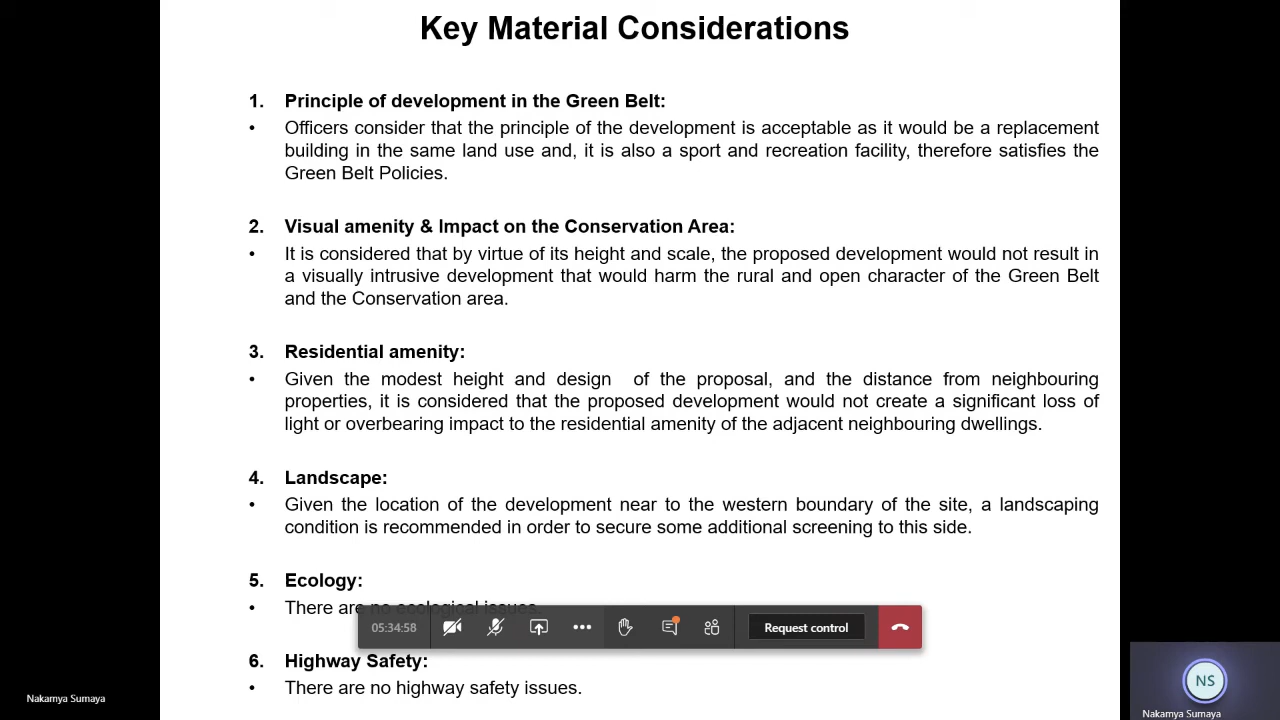 Key Material Considerations
1. Principle of development in the Green Belt:
• Officers consider that the principle of the development is acceptable as it would be a replacement
building in the same land use and, it is also a sport and recreation facility, therefore satisfies the
Green Belt Policies.
2. Visual amenity & Impact on the Conservation Area:
• It is considered that by virtue of its height and scale, the proposed development would not result in
a visually intrusive development that would harm the rural and open character of the Green Belt
and the Conservation area.
3. Residential amenity:
• Given the modest height and design of the proposal, and the distance from neighbouring
properties, it is considered that the proposed development would not create a significant loss of
light or overbearing impact to the residential amenity of the adjacent neighbouring dwellings.
4. Landscape:
• Given the location of the development near to the western boundary of the site, a landscaping
condition is recommended in order to secure some additional screening to this side.
5. Ecology:
• There are no ecological issues.
05:34:58
Request control
6. Highway Safety:
• There are no highway safety issues.
Nakamya Sumaya
NS
Nakamya Sumaya